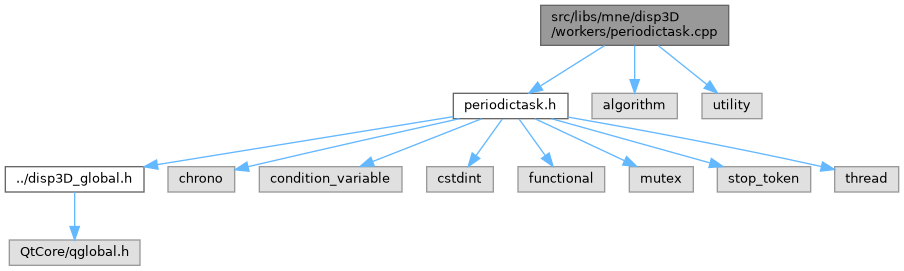 src/libs/mne/disp3D
/workers/periodictask.cpp
periodictask.h
algorithm
utility
../disp3D_global.h
chrono
condition_variable
cstdint
functional
mutex
stop_token
thread
QtCore/qglobal.h